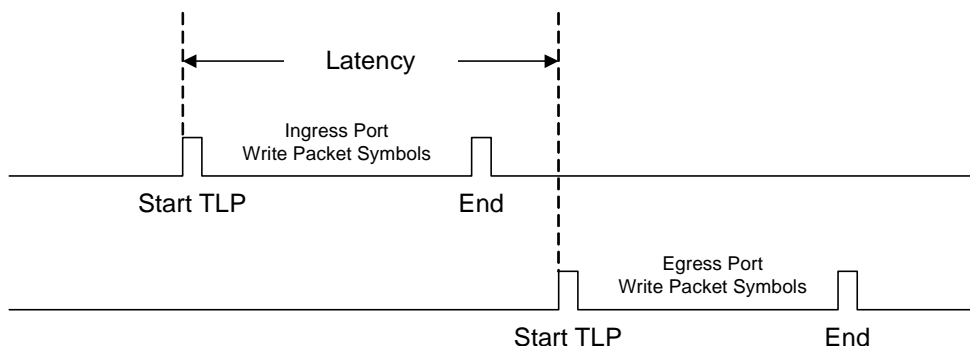 Latency
Ingress Port
Write Packet Symbols
Start TLP
End
Egress Port
Write Packet Symbols
Start TLP
End